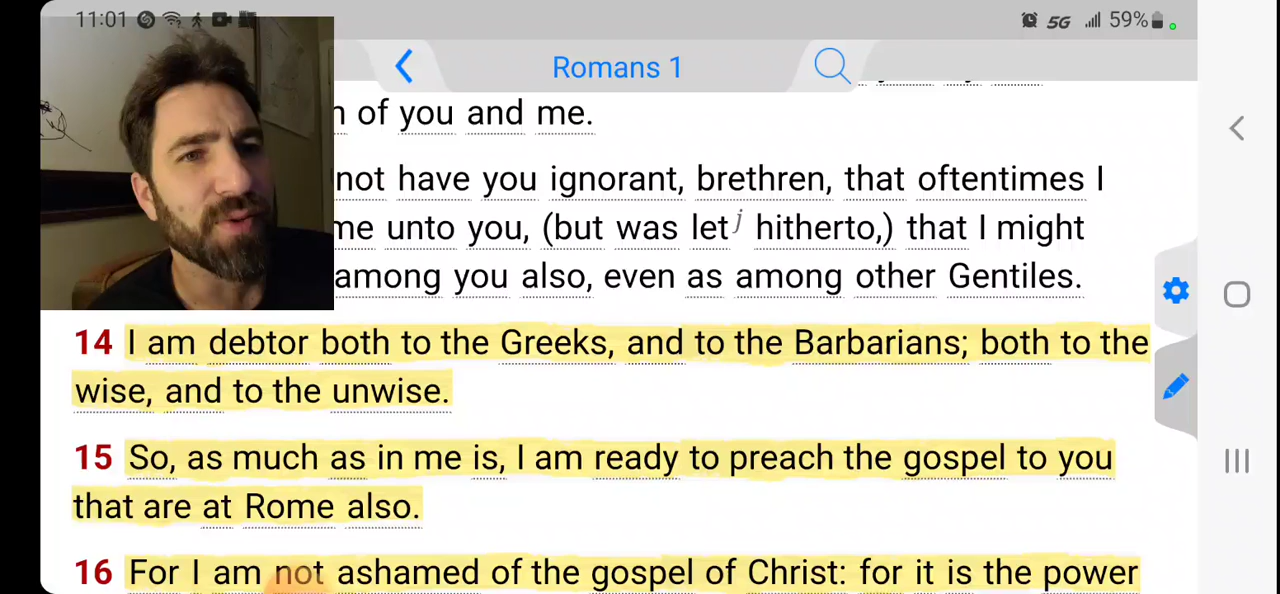 11:01 5G 59%
Romans 1
of you and me.
not have you ignorant, brethren, that oftentimes I
unto you, (but was let j hitherto,) that I might
among you also, even as among other Gentiles.
14 I am debtor both to the Greeks, and to the Barbarians; both to the
wise, and to the unwise.
15 So, as much as in me is, I am ready to preach the gospel to you
that are at Rome also.
16 For I am not ashamed of the gospel of Christ: for it is the power